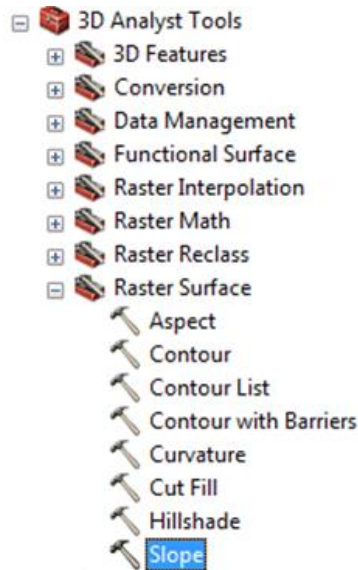 3D Analyst Tools
3D Features
Conversion
Data Management
Functional Surface
Raster Interpolation
Raster Math
Raster Reclass
Raster Surface
Aspect
Contour
Contour List
Contour with Barriers
Curvature
Cut Fill
Hillshade
Slope